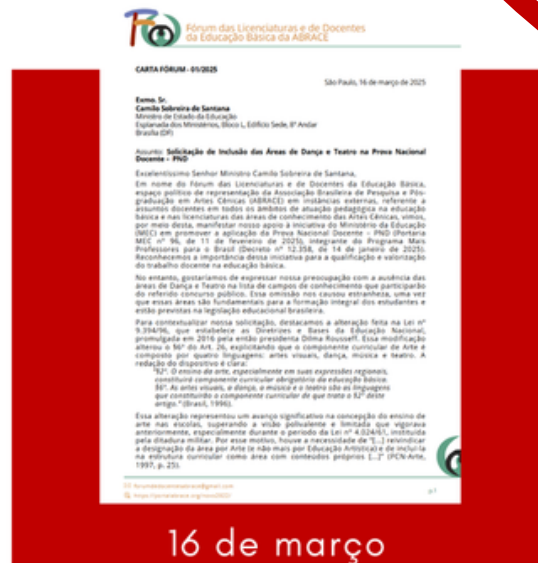 Fórum das Licenciaturas e de Docentes
da Educação Básica da ABRACE
CARTA FÓRUM - 01/2025
São Paulo, 16 de março de 2025
Exmo. Sr.
Camilo Sobreira de Santana
Ministro de Estado da Educação
Esplanada dos Ministérios, Bloco L, Edifício Sede, 8º Andar
Brasília (DF)
Assunto: Solicitação de Inclusão das Áreas de Dança e Teatro na Prova Nacional
Docente – PND
Excelentíssimo Senhor Ministro Camilo Sobreira de Santana,
Em nome do Fórum das Licenciaturas e de Docentes da Educação Básica,
espaço político de representação da Associação Brasileira de Pesquisa e Pós-
graduação em Artes Cênicas (ABRACE) em instâncias externas, referente a
assuntos docentes em todos os âmbitos de atuação pedagógica na educação
básica e nas licenciaturas das áreas de conhecimento das Artes Cênicas, vimos,
por meio desta, manifestar nosso apoio à iniciativa do Ministério da Educação
(MEC) em promover a aplicação da Prova Nacional Docente – PND (Portaria
MEC nº 96, de 11 de fevereiro de 2025), integrante do Programa Mais
Professores para o Brasil (Decreto nº 12.358, de 14 de janeiro de 2025).
Reconhecemos a importância dessa iniciativa para a qualificação e valorização
do trabalho docente na educação básica.
No entanto, gostaríamos de expressar nossa preocupação com a ausência das
áreas de Dança e Teatro na lista de campos de conhecimento que participarão
do referido concurso público. Essa omissão nos causou estranheza, uma vez
que essas áreas são fundamentais para a formação integral dos estudantes e
estão previstas na legislação educacional brasileira.
Para contextualizar nossa solicitação, destacamos a alteração feita na Lei nº
9.394/96, que estabelece as Diretrizes e Bases da Educação Nacional,
promulgada em 2016 pela então presidenta Dilma Rousseff. Essa modificação
alterou o §6º do Art. 26, explicitando que o componente curricular de Arte é
composto por quatro linguagens: artes visuais, dança, música e teatro. A
redação do dispositivo é clara:
"§2º. O ensino da arte, especialmente em suas expressões regionais,
constituirá componente curricular obrigatório da educação básica.
§6º. As artes visuais, a dança, a música e o teatro são as linguagens
que constituirão o componente curricular de que trata o §2º deste
artigo." (Brasil, 1996).
Essa alteração representou um avanço significativo na concepção do ensino de
arte nas escolas, superando a visão polivalente e limitada que vigorava
anteriormente, especialmente durante o período da Lei nº 4.024/61, instituída
pela ditadura militar. Por esse motivo, houve a necessidade de "[...] reivindicar
a designação da área por Arte (e não mais por Educação Artística) e de incluí-la
na estrutura curricular como área com conteúdos próprios [...]" (PCN-Arte,
1997, p. 25).
p.1
16 de março